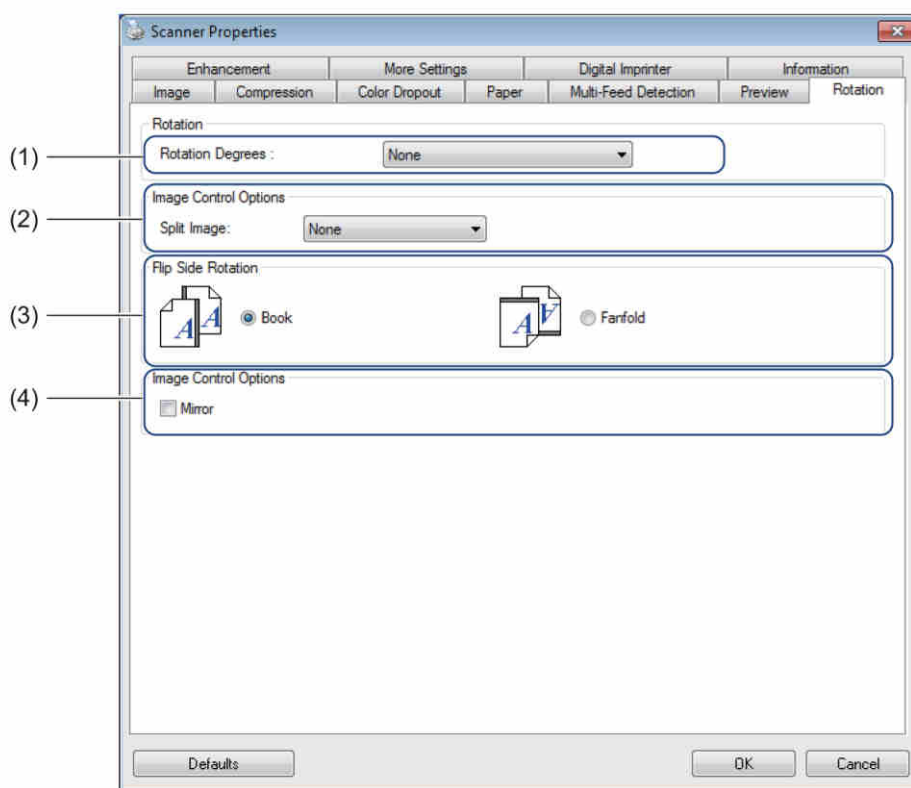 Scanner Properties
Enhancement More Settings Digital Imprinter Information
Image Compression Color Dropout Paper Multi-Feed Detection Preview Rotation
Rotation
(1) Rotation Degrees : None
Image Control Options
(2) Split Image: None
Flip Side Rotation
(3) A A Book A A Fanfold
Image Control Options
(4) Mirror
Defaults OK Cancel